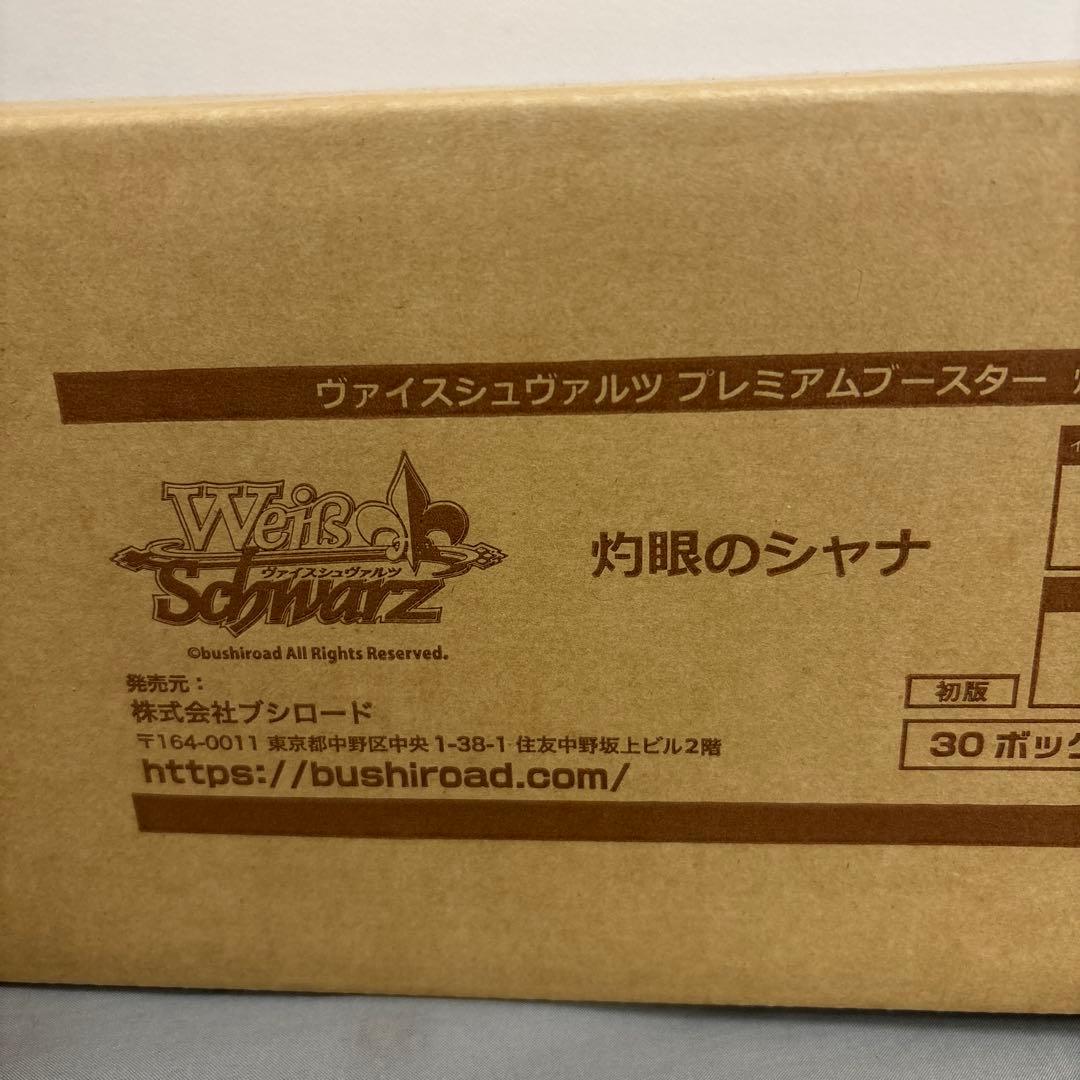 ヴァイスシュヴァルツ プレミアムブースター
Weiß
ヴァイスシュヴァルツ
Schwarz
©bushiroad All Rights Reserved.
灼眼のシャナ
発売元：
株式会社ブシロード
〒164-0011 東京都中野区中央1-38-1 住友中野坂上ビル2階
https://bushiroad.com/
初版
30 ボック